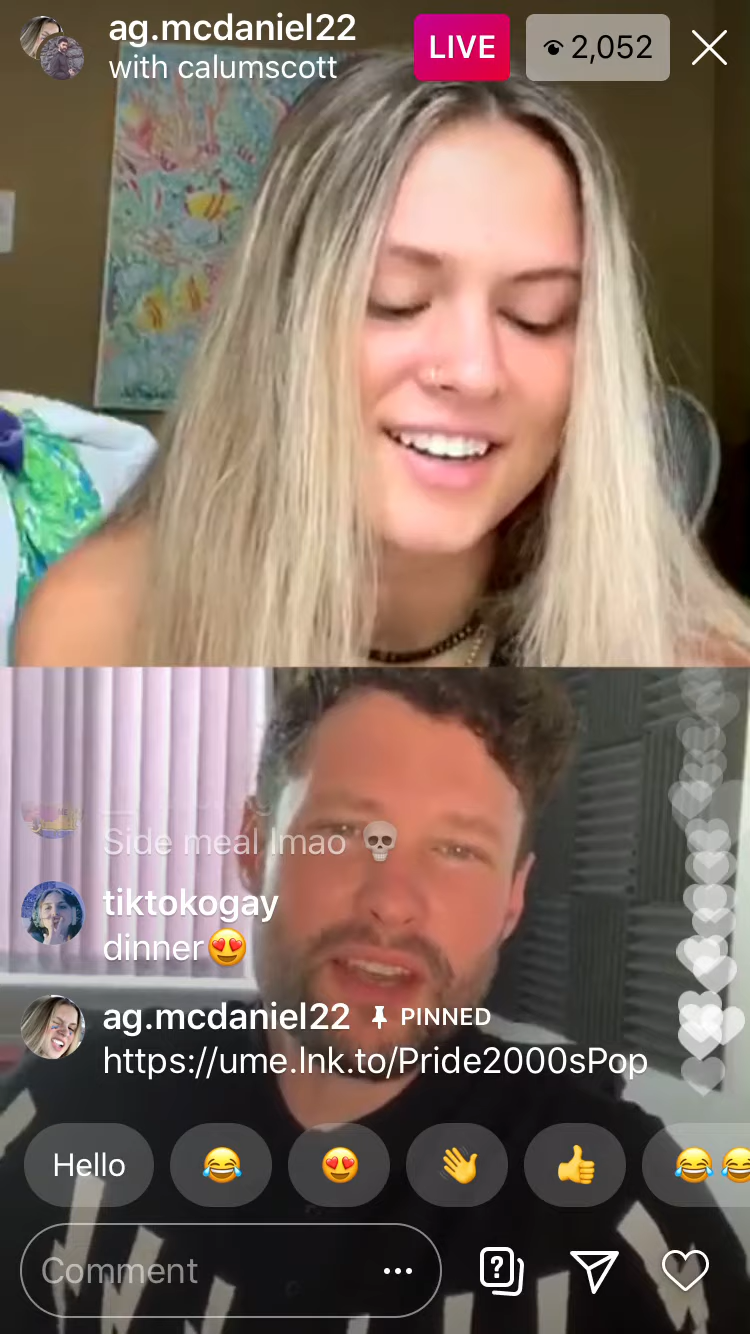 ag.mcdaniel22
with calumscott
LIVE
2,052
Side meal lmao 💀
tiktokogay
dinner😍
ag.mcdaniel22 PINNED
https://ume.lnk.to/Pride2000sPop
Hello 😂 😍 👋 👍 😂😂
Comment ...